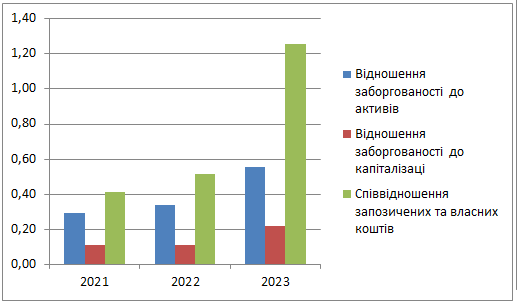 1,40
1,20
1,00
0,80
0,60
0,40
0,20
0,00
2021
2022
2023
Відношення
заборгованості до
активів
Відношення
заборгованості до
капіталізаці
Співвідношення
запозичених та власних
коштів